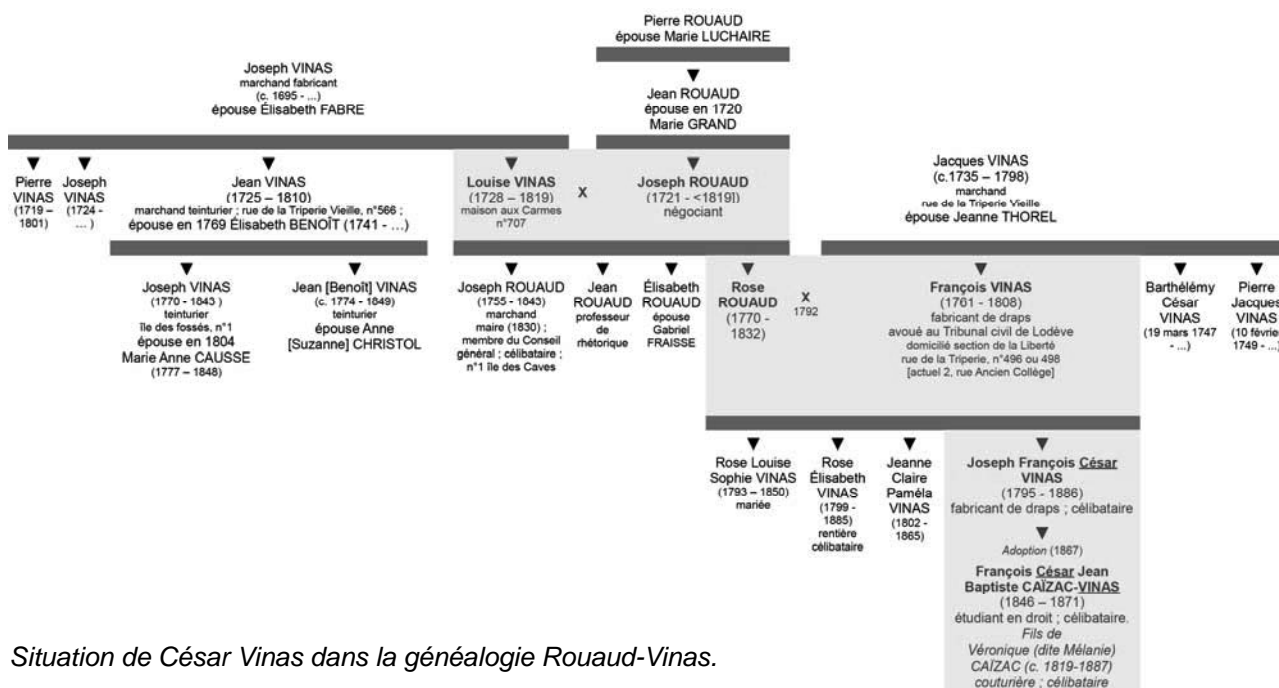 Pierre ROUAUD
épouse Marie LUCHAIRE
Joseph VINAS
marchand fabricant
(c. 1695 - ...)
épouse Élisabeth FABRE
Jean ROUAUD
épouse en 1720
Marie GRAND
Pierre
VINAS
(1719 –
1801)
Joseph
VINAS
(1724 -
... )
Jean VINAS
(1725 – 1810)
marchand teinturier ; rue de la Triperie Vieille, n°566 ;
épouse en 1769 Élisabeth BENOÎT (1741 - ...)
Louise VINAS
(1728 – 1819)
maison aux Carmes
n°707
X
Joseph ROUAUD
(1721 - <1819])
négociant
Jacques VINAS
(c.1735 – 1798)
marchand
rue de la Triperie Vieille
épouse Jeanne THOREL
Joseph VINAS
(1770 - 1843 )
teinturier
île des fossés, n°1
épouse en 1804
Marie Anne CAUSSE
(1777 – 1848)
Jean [Benoît] VINAS
(c. 1774 - 1849)
teinturier
épouse Anne
[Suzanne] CHRISTOL
Joseph ROUAUD
(1755 - 1843)
marchand
maire (1830) ;
membre du Conseil
général ; célibataire ;
n°1 île des Caves
Jean
ROUAUD
professeur
de
rhétorique
Élisabeth
ROUAUD
épouse
Gabriel
FRAISSE
Rose
ROUAUD
(1770 -
1832)
X
1792
François VINAS
(1761 - 1808)
fabricant de draps
avoué au Tribunal civil de Lodève
domicilié section de la Liberté
rue de la Triperie, n°496 ou 498
[actuel 2, rue Ancien Collège]
Barthélémy
César
VINAS
(19 mars 1747
- ...)
Pierre
Jacques
VINAS
(10 février
1749 - ...)
Rose Louise
Sophie VINAS
(1793 – 1850)
mariée
Rose
Élisabeth
VINAS
(1799 -
1885)
rentière
célibataire
Jeanne
Claire
Paméla
VINAS
(1802 -
1865)
Joseph François César
VINAS
(1795 - 1886)
fabricant de draps ; célibataire
Adoption (1867)
François César Jean
Baptiste CAÏZAC-VINAS
(1846 – 1871)
étudiant en droit ; célibataire.
Fils de
Véronique (dite Mélanie)
CAÏZAC (c. 1819-1887)
couturière ; célibataire
Situation de César Vinas dans la généalogie Rouaud-Vinas.